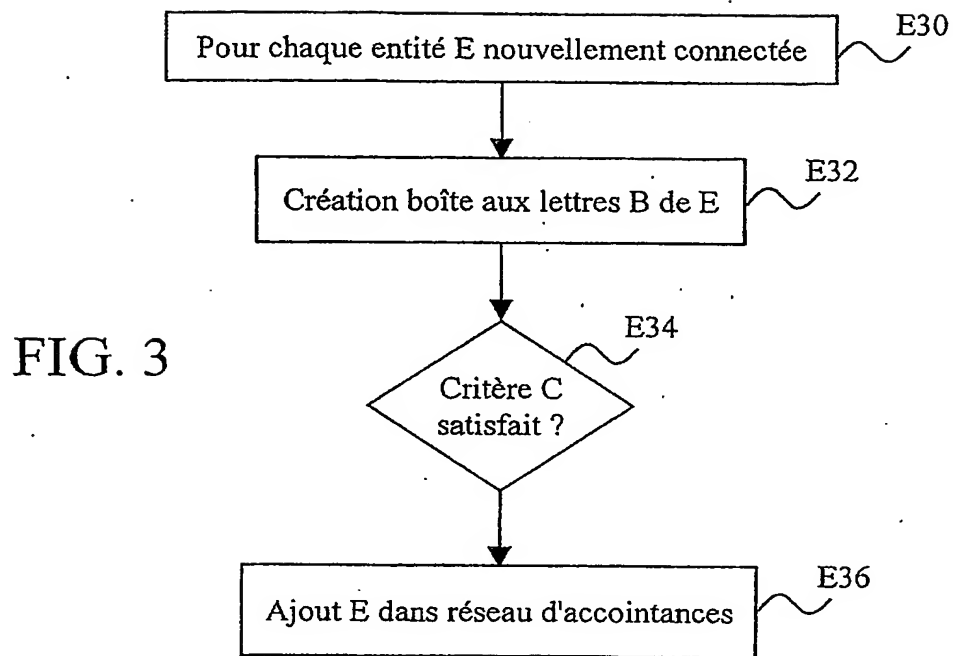 E30
Pour chaque entité E nouvellement connectée
E32
Création boîte aux lettres B de E
E34
FIG. 3
Critère C
satisfait ?
E36
Ajout E dans réseau d'accointances